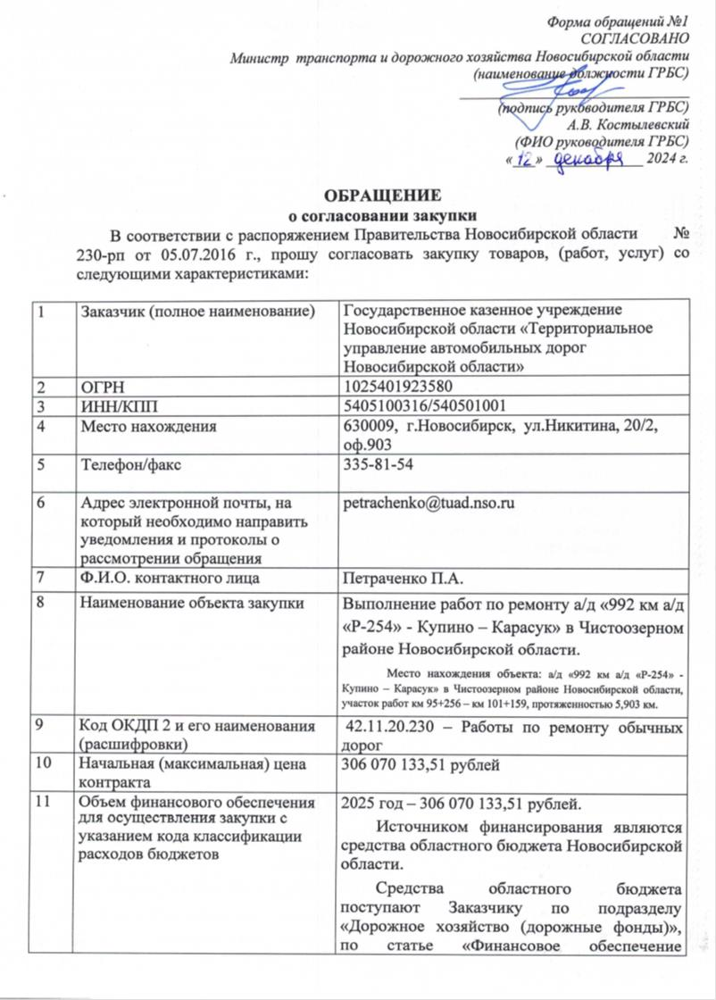 Форма обращений №1
СОГЛАСОВАНО
Министр транспорта и дорожного хозяйства Новосибирской области
(наименование должности ГРБС)
(подпись руководителя ГРБС)
А.В. Костылевский
(ФИО руководителя ГРБС)
«12» декабря 2024 г.
ОБРАЩЕНИЕ
о согласовании закупки
В соответствии с распоряжением Правительства Новосибирской области №
230-рп от 05.07.2016 г., прошу согласовать закупку товаров, (работ, услуг) со
следующими характеристиками:
1 Заказчик (полное наименование) Государственное казенное учреждение
Новосибирской области «Территориальное
управление автомобильных дорог
Новосибирской области»
2 ОГРН 1025401923580
3 ИНН/КПП 5405100316/540501001
4 Место нахождения 630009, г.Новосибирск, ул.Никитина, 20/2,
оф.903
5 Телефон/факс 335-81-54
6 Адрес электронной почты, на petrachenko@tuad.nso.ru
который необходимо направить
уведомления и протоколы о
рассмотрении обращения
7 Ф.И.О. контактного лица Петраченко П.А.
8 Наименование объекта закупки Выполнение работ по ремонту а/д «992 км а/д
«Р-254» - Купино – Карасук» в Чистоозерном
районе Новосибирской области.
Место нахождения объекта: а/д «992 км а/д «Р-254» -
Купино – Карасук» в Чистоозерном районе Новосибирской области,
участок работ км 95+256 – км 101+159, протяженностью 5,903 км.
9 Код ОКДП 2 и его наименования 42.11.20.230 – Работы по ремонту обычных
(расшифровки) дорог
10 Начальная (максимальная) цена 306 070 133,51 рублей
контракта
11 Объем финансового обеспечения 2025 год – 306 070 133,51 рублей.
для осуществления закупки с
указанием кода классификации Источником финансирования являются
расходов бюджетов средства областного бюджета Новосибирской
области.
Средства областного бюджета
поступают Заказчику по подразделу
«Дорожное хозяйство (дорожные фонды)»,
по статье «Финансовое обеспечение